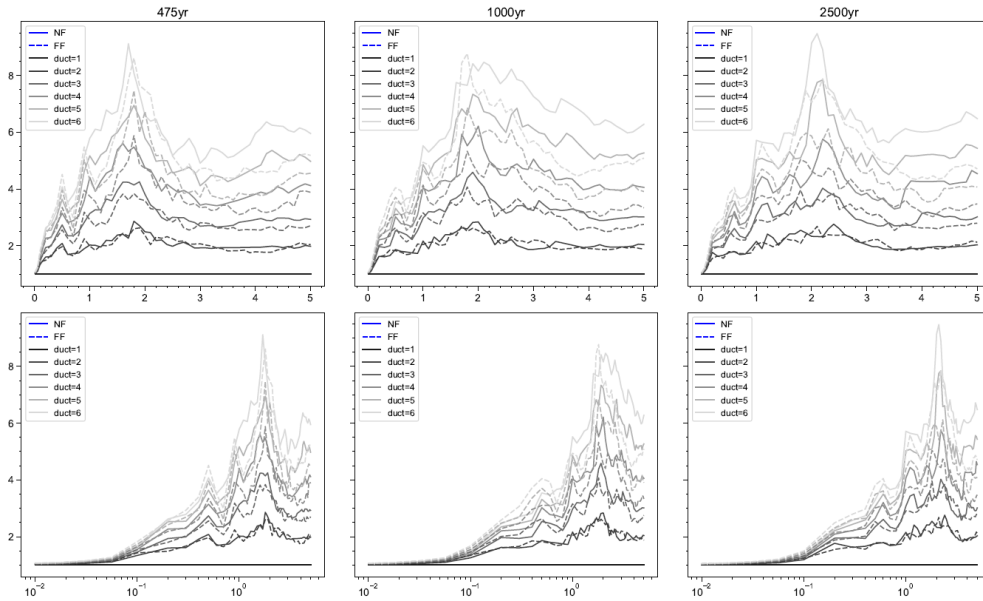 475yr
1000yr
2500yr
NF
FF
duct=1
duct=2
duct=3
duct=4
duct=5
duct=6
NF
FF
duct=1
duct=2
duct=3
duct=4
duct=5
duct=6
NF
FF
duct=1
duct=2
duct=3
duct=4
duct=5
duct=6
8
6
4
2
0 1 2 3 4 5
0 1 2 3 4 5
0 1 2 3 4 5
NF
FF
duct=1
duct=2
duct=3
duct=4
duct=5
duct=6
NF
FF
duct=1
duct=2
duct=3
duct=4
duct=5
duct=6
NF
FF
duct=1
duct=2
duct=3
duct=4
duct=5
duct=6
8
6
4
2
10⁻² 10⁻¹ 10⁰
10⁻² 10⁻¹ 10⁰
10⁻² 10⁻¹ 10⁰